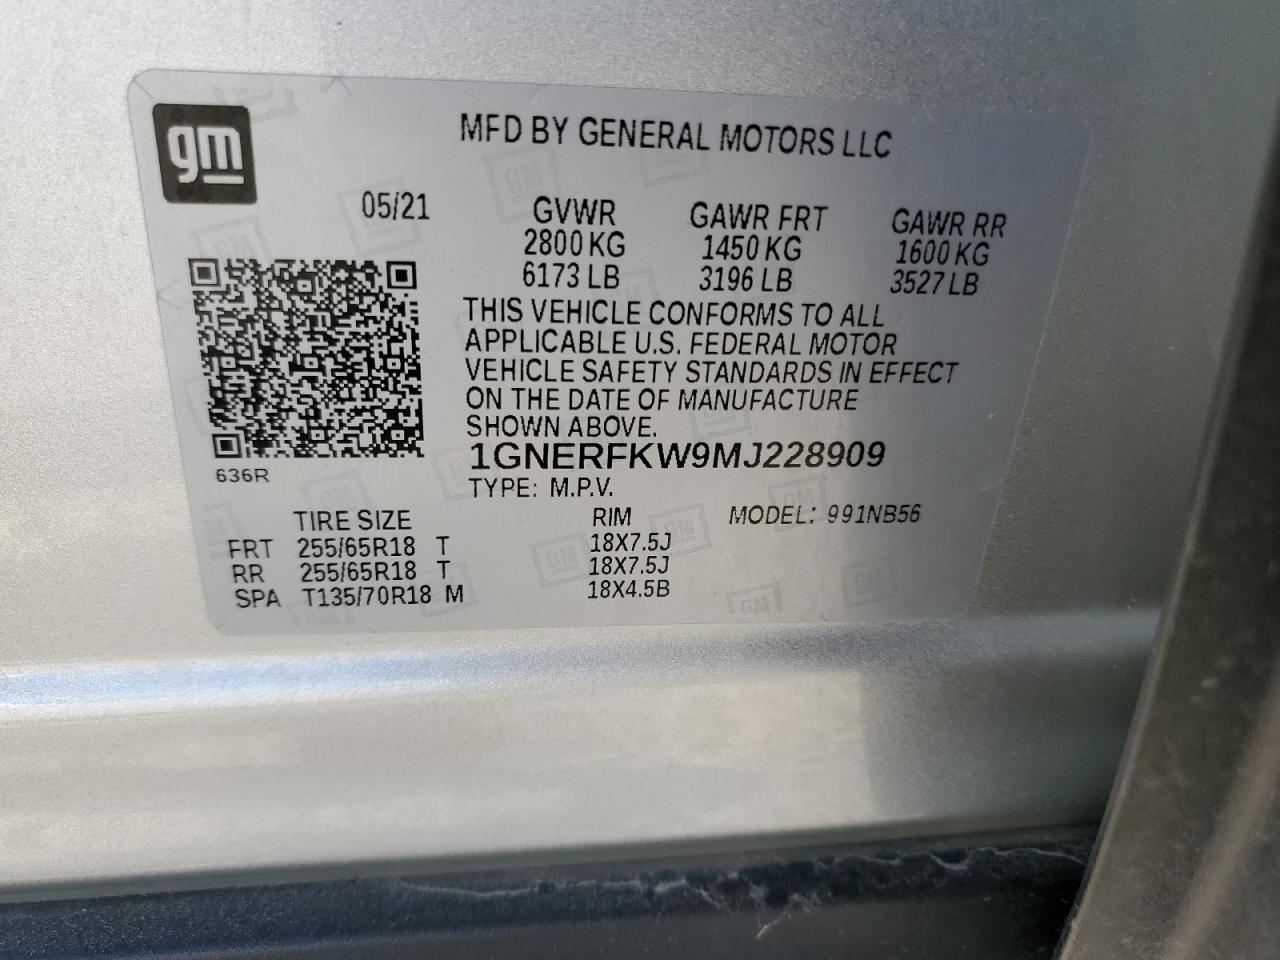 gm
MFD BY GENERAL MOTORS LLC
05/21
GVWR GAWR FRT GAWR RR
2800 KG 1450 KG 1600 KG
6173 LB 3196 LB 3527 LB
THIS VEHICLE CONFORMS TO ALL
APPLICABLE U.S. FEDERAL MOTOR
VEHICLE SAFETY STANDARDS IN EFFECT
ON THE DATE OF MANUFACTURE
SHOWN ABOVE.
636R
1GNERFKW9MJ228909
TYPE: M.P.V.
TIRE SIZE RIM MODEL: 991NB56
FRT 255/65R18 T 18X7.5J
RR 255/65R18 T 18X7.5J
SPA T135/70R18 M 18X4.5B